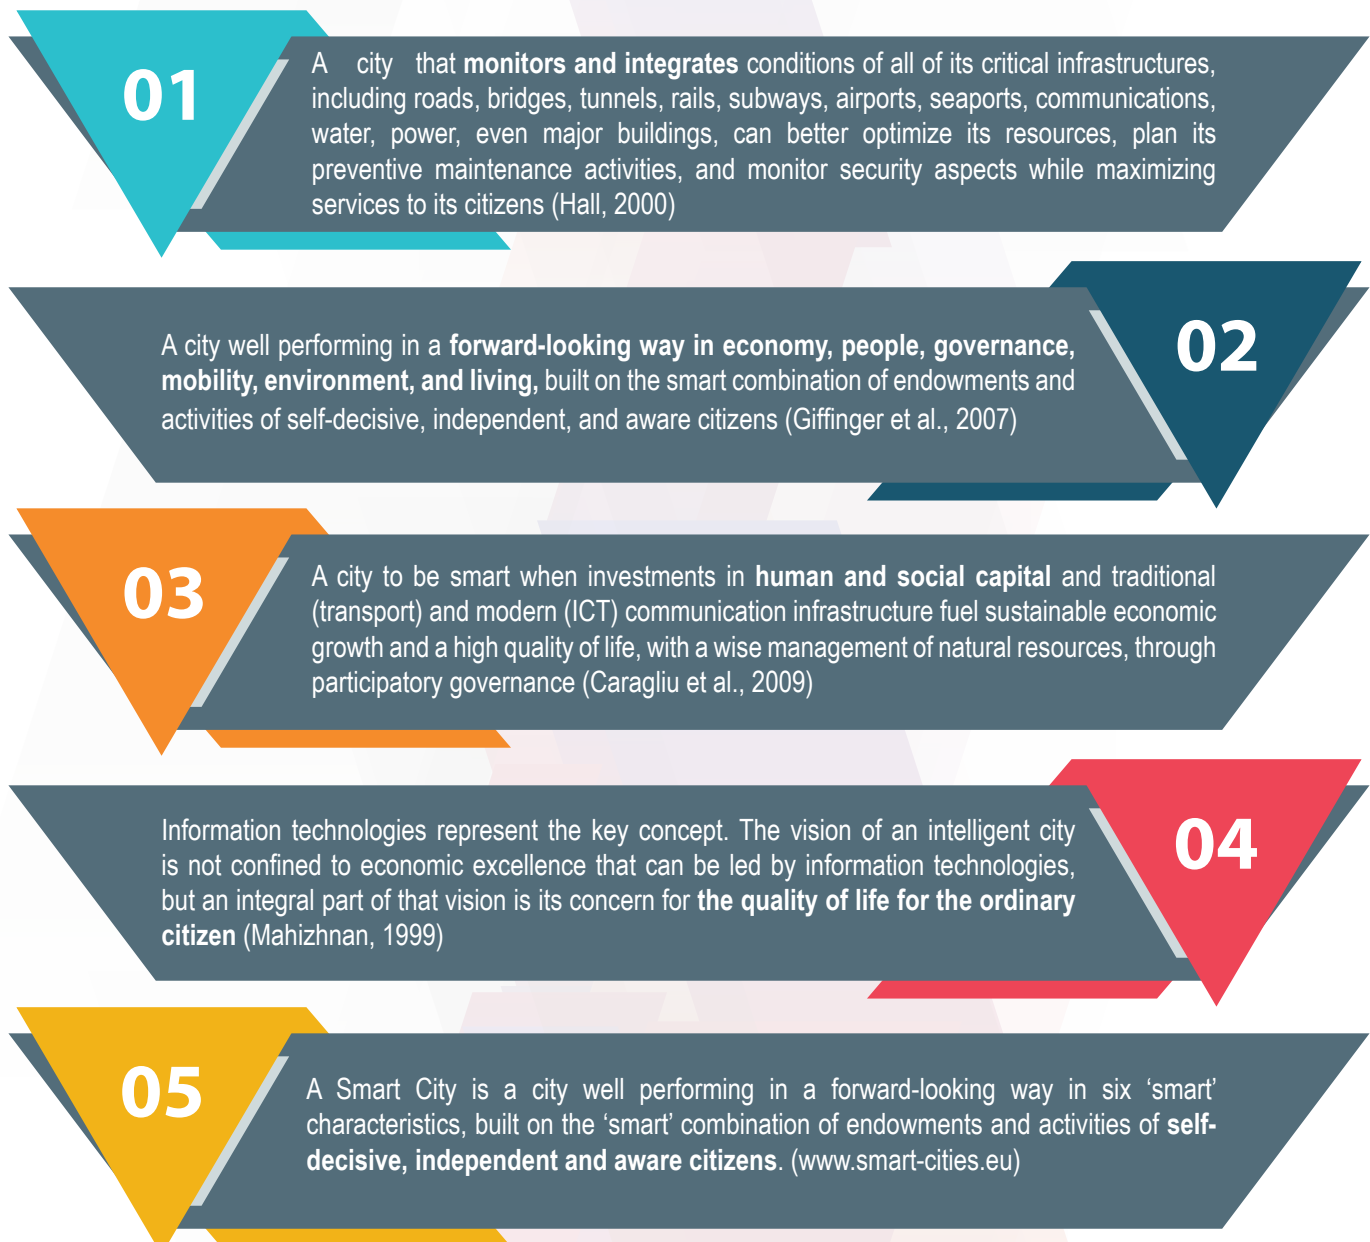 01
A city that monitors and integrates conditions of all of its critical infrastructures,
including roads, bridges, tunnels, rails, subways, airports, seaports, communications,
water, power, even major buildings, can better optimize its resources, plan its
preventive maintenance activities, and monitor security aspects while maximizing
services to its citizens (Hall, 2000)
02
A city well performing in a forward-looking way in economy, people, governance,
mobility, environment, and living, built on the smart combination of endowments and
activities of self-decisive, independent, and aware citizens (Giffinger et al., 2007)
03
A city to be smart when investments in human and social capital and traditional
(transport) and modern (ICT) communication infrastructure fuel sustainable economic
growth and a high quality of life, with a wise management of natural resources, through
participatory governance (Caragliu et al., 2009)
04
Information technologies represent the key concept. The vision of an intelligent city
is not confined to economic excellence that can be led by information technologies,
but an integral part of that vision is its concern for the quality of life for the ordinary
citizen (Mahizhnan, 1999)
05
A Smart City is a city well performing in a forward-looking way in six ‘smart’
characteristics, built on the ‘smart’ combination of endowments and activities of self-
decisive, independent and aware citizens. (www.smart-cities.eu)